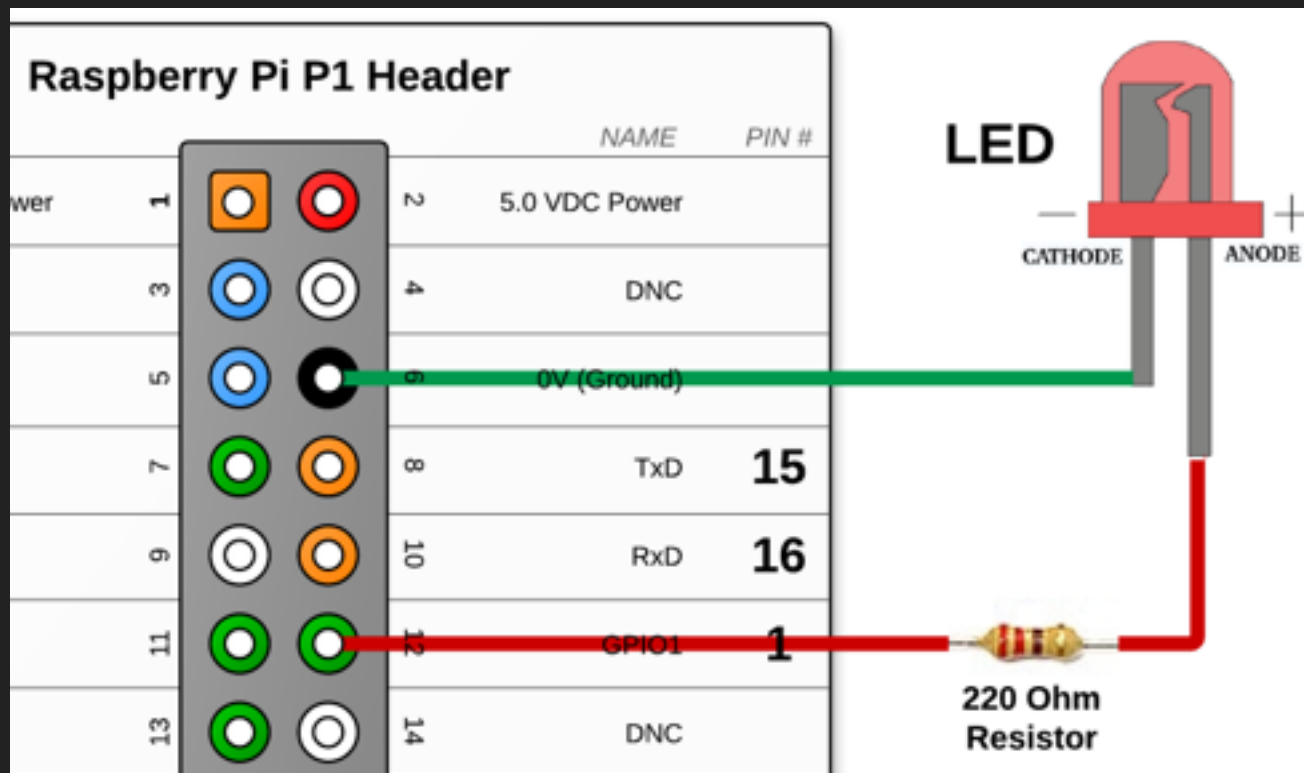 Raspberry Pi P1 Header
NAME PIN #
LED
wer 1 2 5.0 VDC Power
— +
CATHODE ANODE
3 4 DNC
5 6 0V (Ground)
7 8 TxD 15
9 10 RxD 16
11 12 GPIO1 1
220 Ohm
Resistor
13 14 DNC